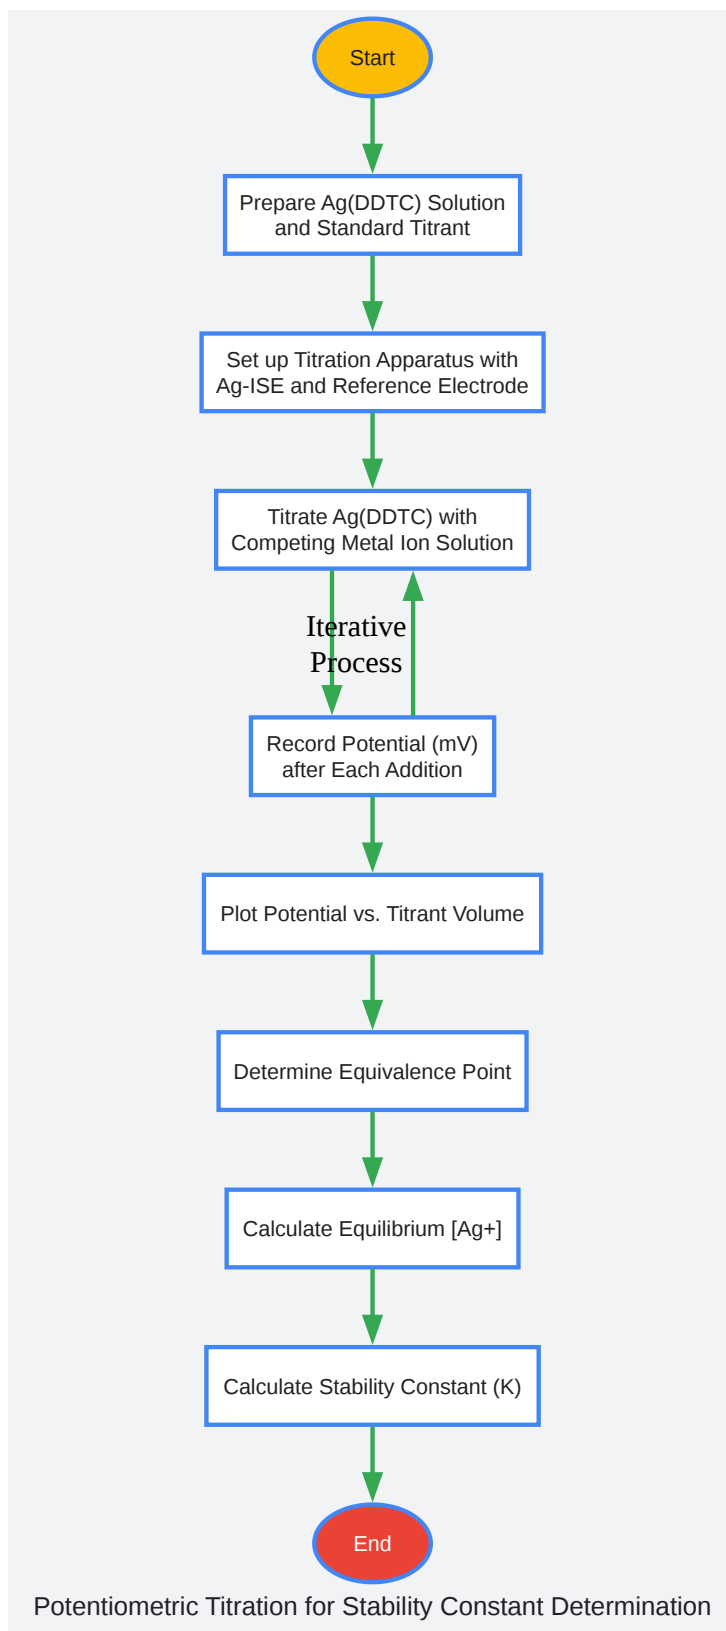 Start
Prepare Ag(DDTC) Solution
and Standard Titrant
Set up Titration Apparatus with
Ag-ISE and Reference Electrode
Titrate Ag(DDTC) with
Competing Metal Ion Solution
Iterative
Process
Record Potential (mV)
after Each Addition
Plot Potential vs. Titrant Volume
Determine Equivalence Point
Calculate Equilibrium [Ag+]
Calculate Stability Constant (K)
End
Potentiometric Titration for Stability Constant Determination